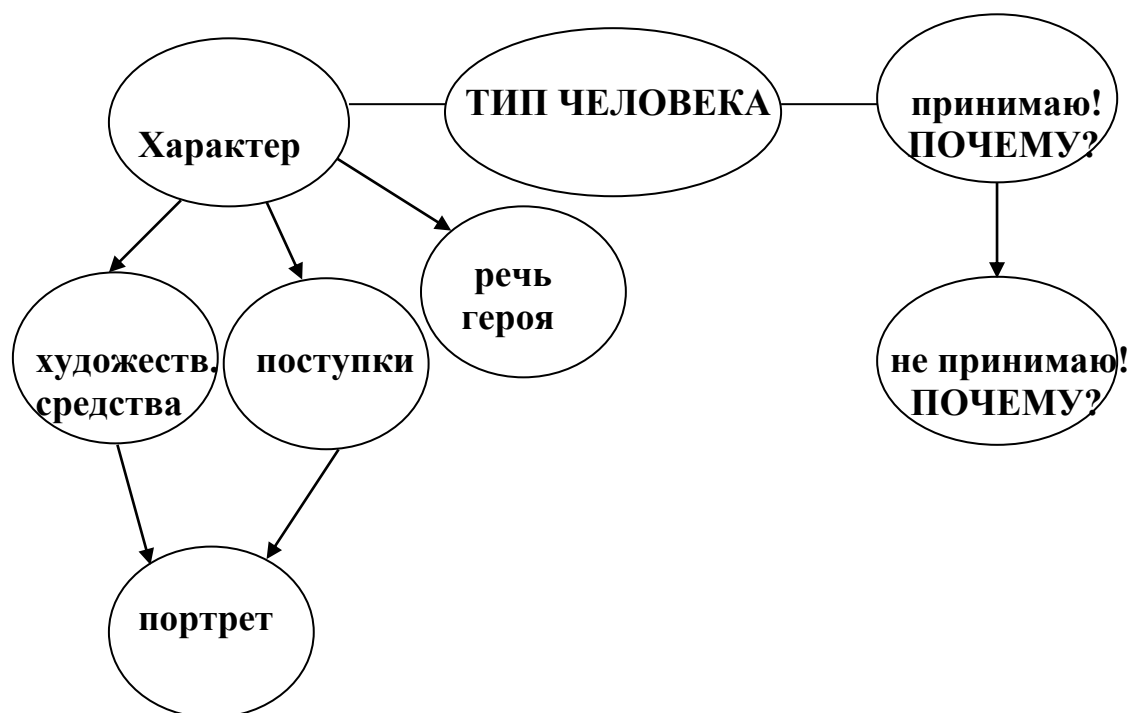 ТИП ЧЕЛОВЕКА
Характер
принимаю!
ПОЧЕМУ?
речь
героя
художеств.
средства
поступки
не принимаю!
ПОЧЕМУ?
портрет